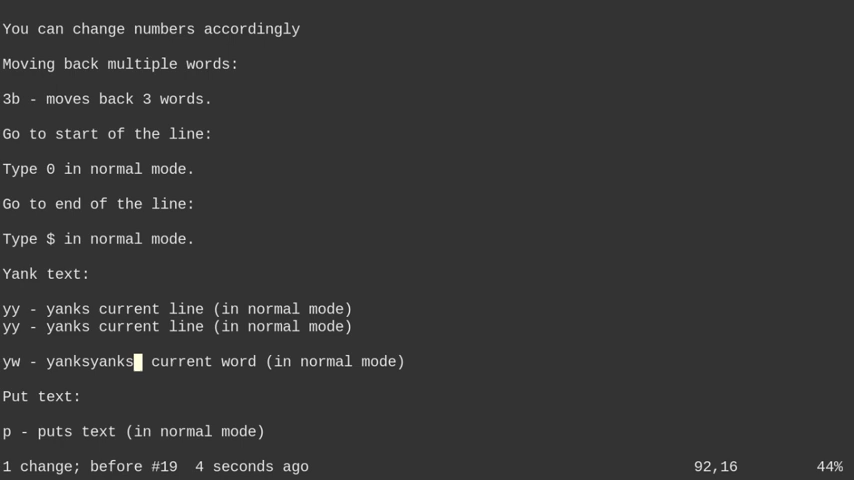 You can change numbers accordingly
Moving back multiple words:
3b - moves back 3 words.
Go to start of the line:
Type 0 in normal mode.
Go to end of the line:
Type $ in normal mode.
Yank text:
yy - yanks current line (in normal mode)
yy - yanks current line (in normal mode)
yw - yanksyanks current word (in normal mode)
Put text:
p - puts text (in normal mode)
1 change; before #19  4 seconds ago 92,16 44%